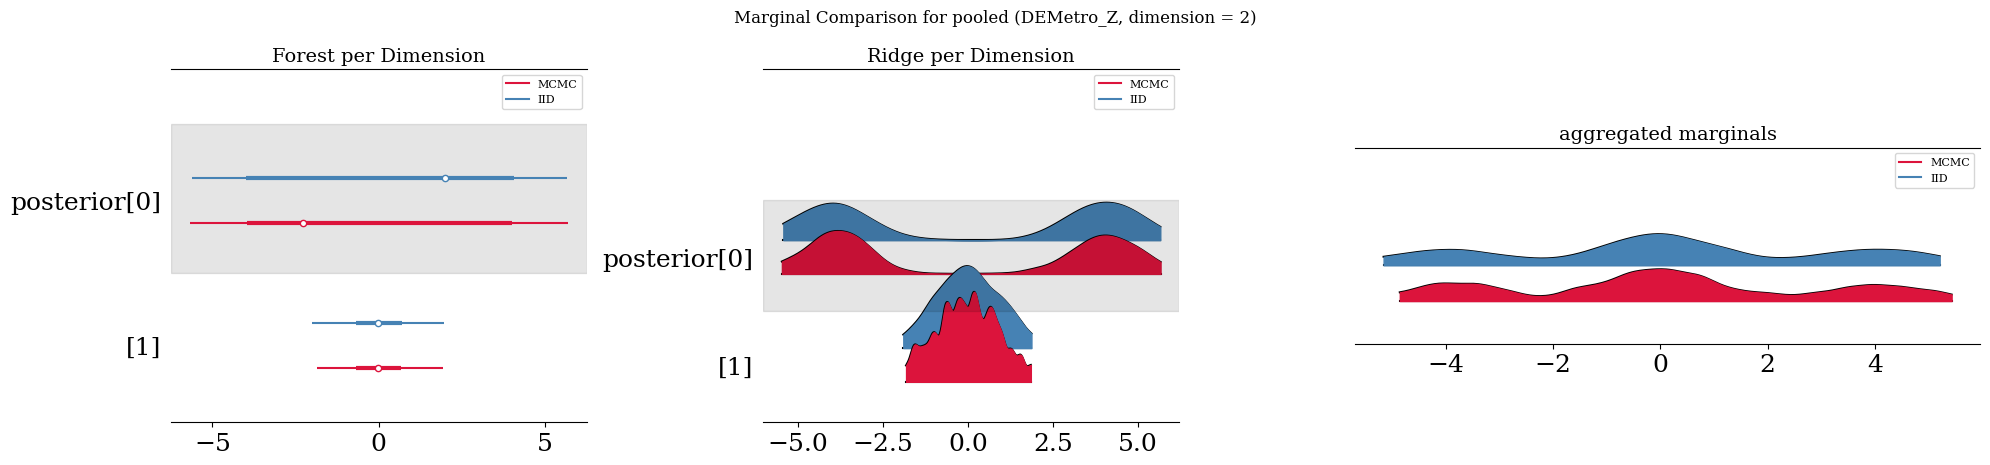 Marginal Comparison for pooled (DEMetro_Z, dimension = 2)
Forest per Dimension
MCMC
IID
posterior[0]
[1]
−5 0 5
Ridge per Dimension
MCMC
IID
posterior[0]
[1]
−5.0 −2.5 0.0 2.5 5.0
aggregated marginals
MCMC
IID
−4 −2 0 2 4